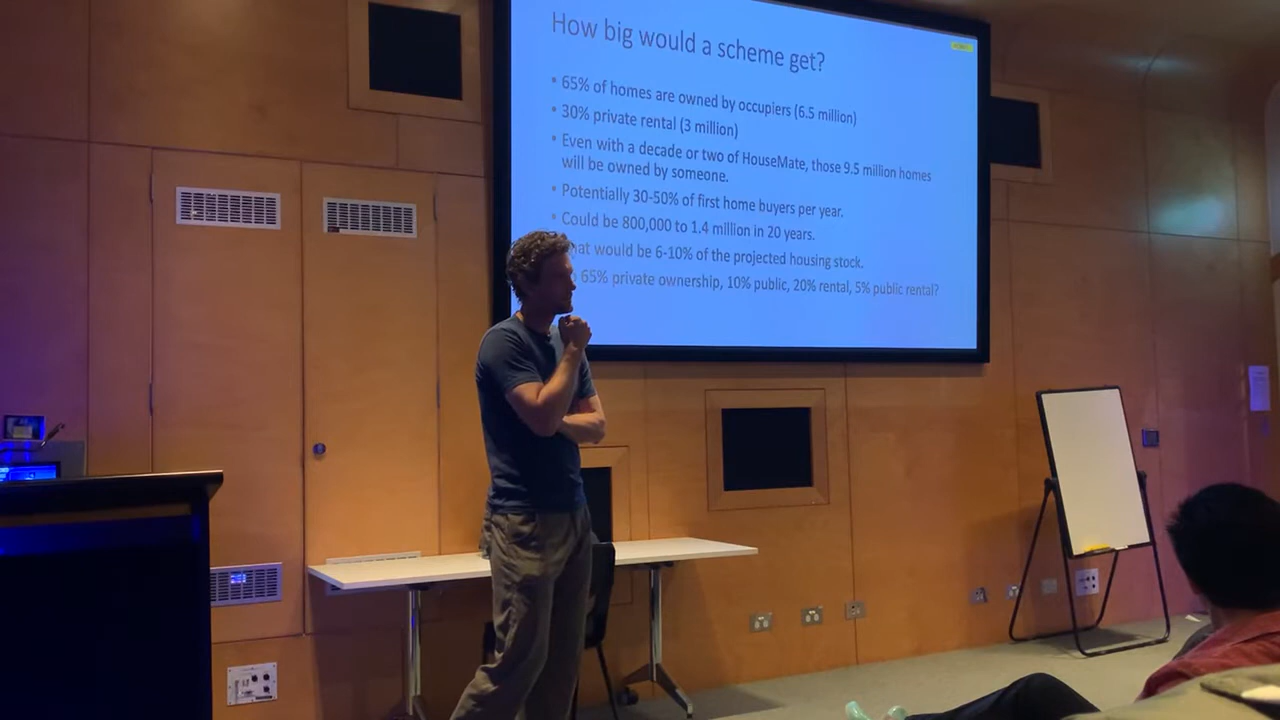 How big would a scheme get?
• 65% of homes are owned by occupiers (6.5 million)
• 30% private rental (3 million)
• Even with a decade or two of HouseMate, those 9.5 million homes
will be owned by someone.
• Potentially 30-50% of first home buyers per year.
• Could be 800,000 to 1.4 million in 20 years.
would be 6-10% of the projected housing stock.
65% private ownership, 10% public, 20% rental, 5% public rental?